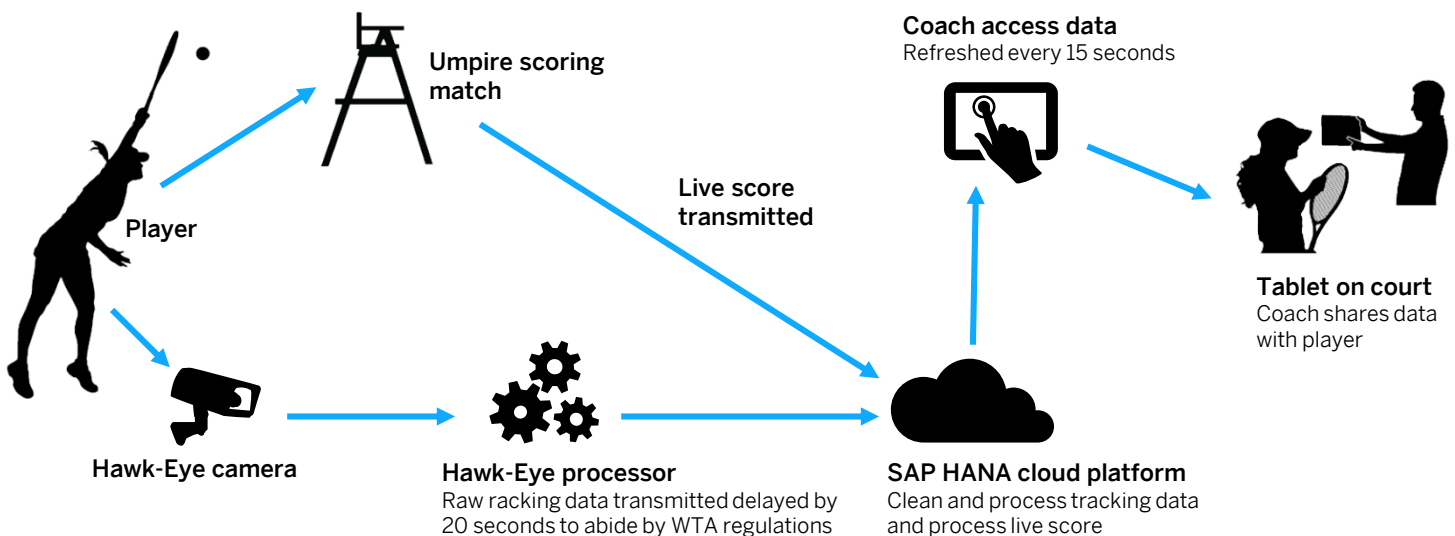 Coach access data
Refreshed every 15 seconds
Umpire scoring
match
Live score
transmitted
Player
Tablet on court
Coach shares data
with player
Hawk-Eye camera
Hawk-Eye processor
Raw racking data transmitted delayed by
20 seconds to abide by WTA regulations
SAP HANA cloud platform
Clean and process tracking data
and process live score